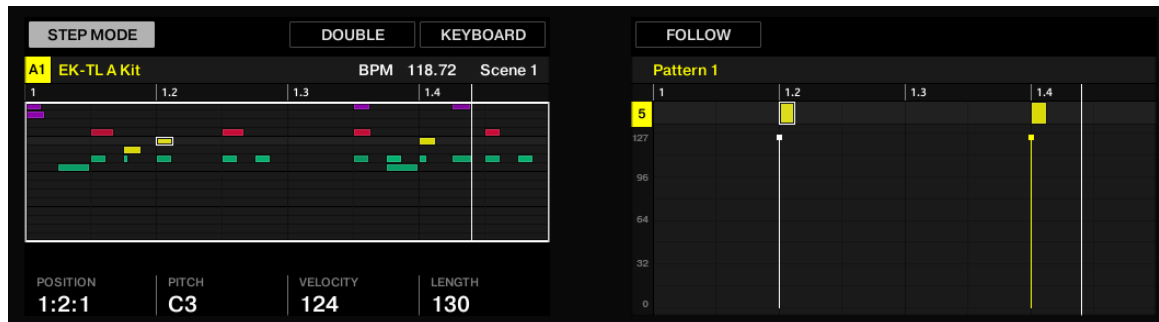 STEP MODE DOUBLE KEYBOARD
A1 EK-TL A Kit BPM 118.72 Scene 1
1 1.2 1.3 1.4
POSITION PITCH VELOCITY LENGTH
1:2:1 C3 124 130
FOLLOW
Pattern 1
1 1.2 1.3 1.4
5
127
96
64
32
0